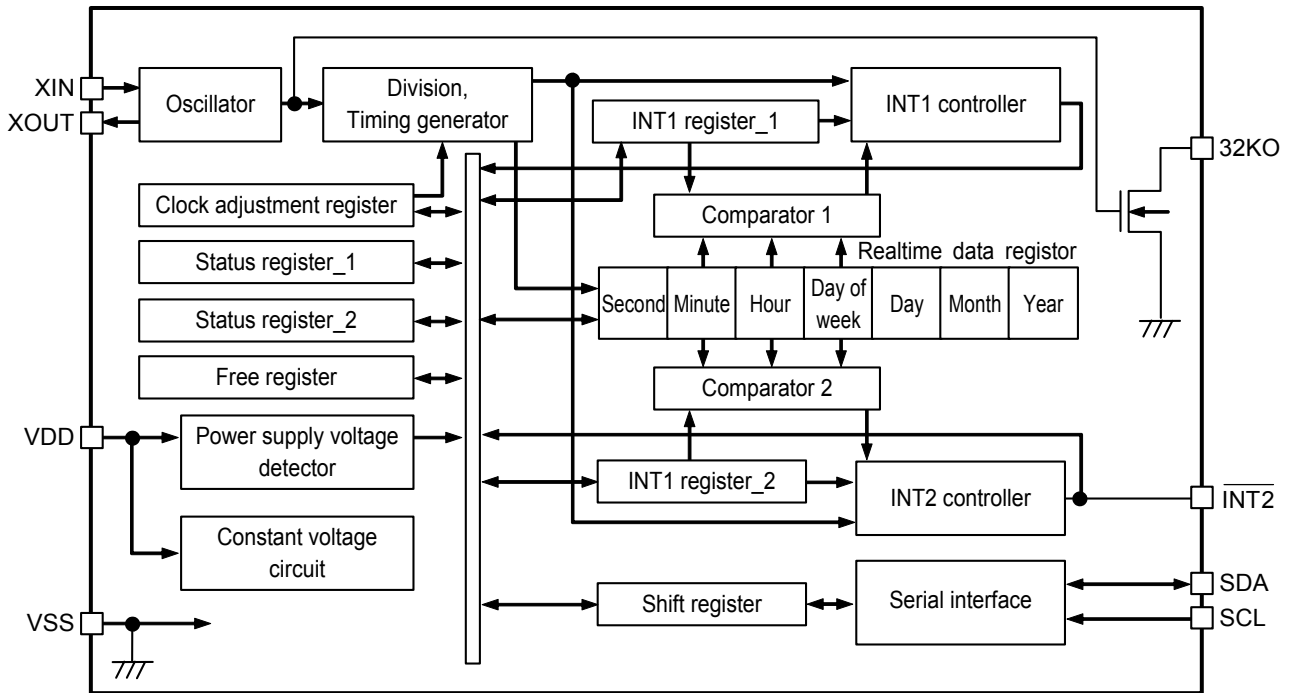 XIN
XOUT
Oscillator
Division,
Timing generator
INT1 controller
INT1 register_1
32KO
Clock adjustment register
Comparator 1
Status register_1
Realtime data registor
Second
Minute
Hour
Day of
week
Day
Month
Year
Status register_2
Free register
Comparator 2
VDD
Power supply voltage
detector
INT1 register_2
INT2 controller
INT2
Constant voltage
circuit
Shift register
Serial interface
SDA
SCL
VSS